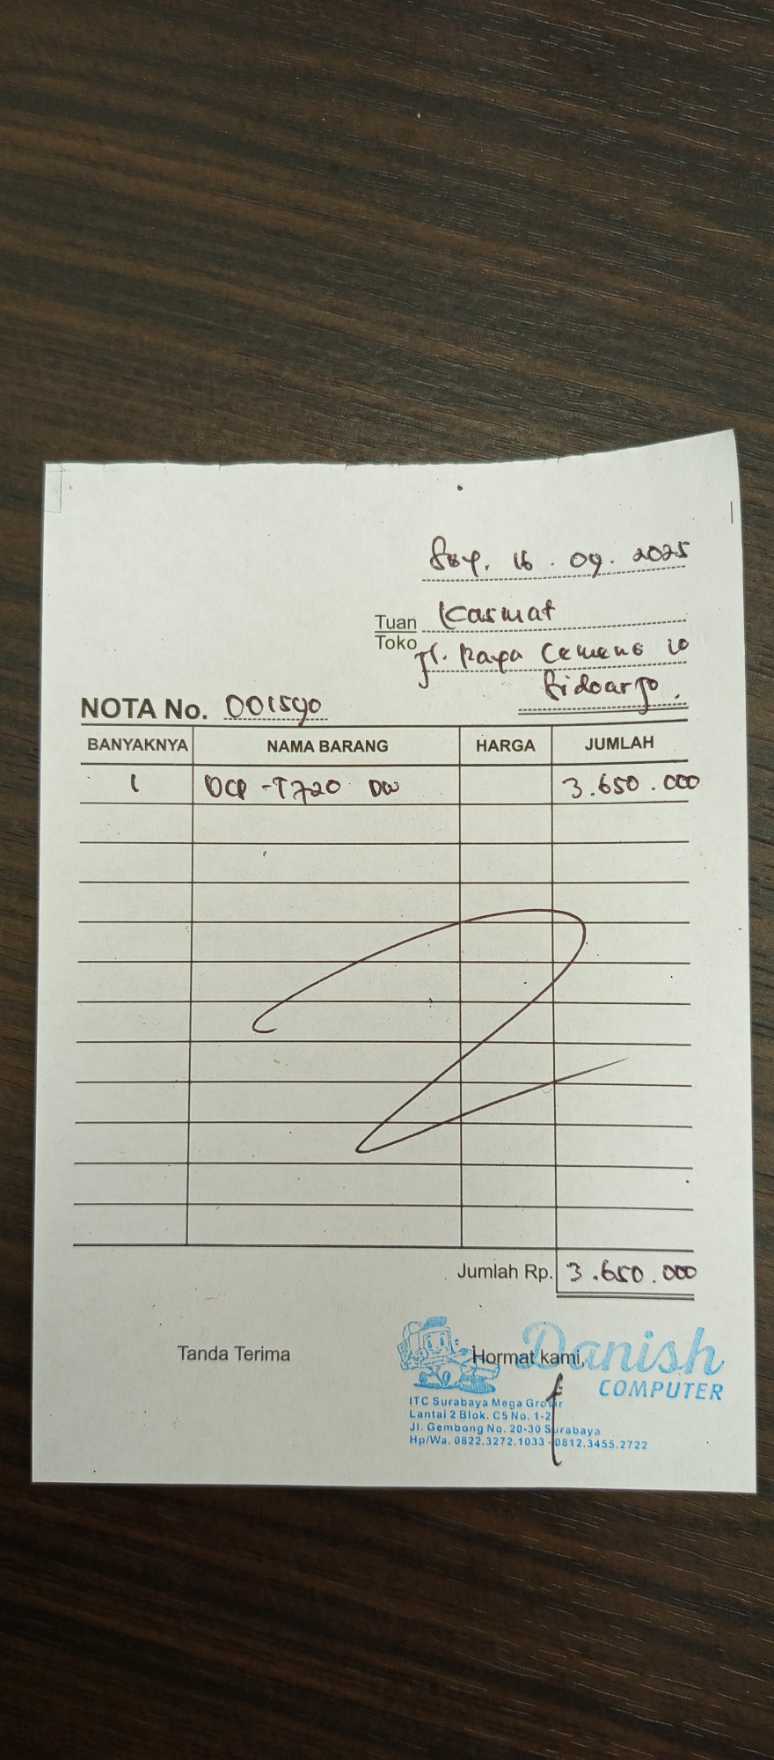 Sby, 16 . 09 . 2025
Tuan Kasmat
Toko Jl. Raya Cemeng 10
Sidoarjo.
NOTA No. 001590
BANYAKNYA NAMA BARANG HARGA JUMLAH
1 DCP - T720 DW 3.650.000
Jumlah Rp. 3.650.000
Tanda Terima Hormat kami,
Danish
COMPUTER
ITC Surabaya Mega Grosir
Lantai 2 Blok. C5 No. 1-2
Jl. Gembong No. 20-30 Surabaya
Hp/Wa. 0822.3272.1033 - 0812.3455.2722